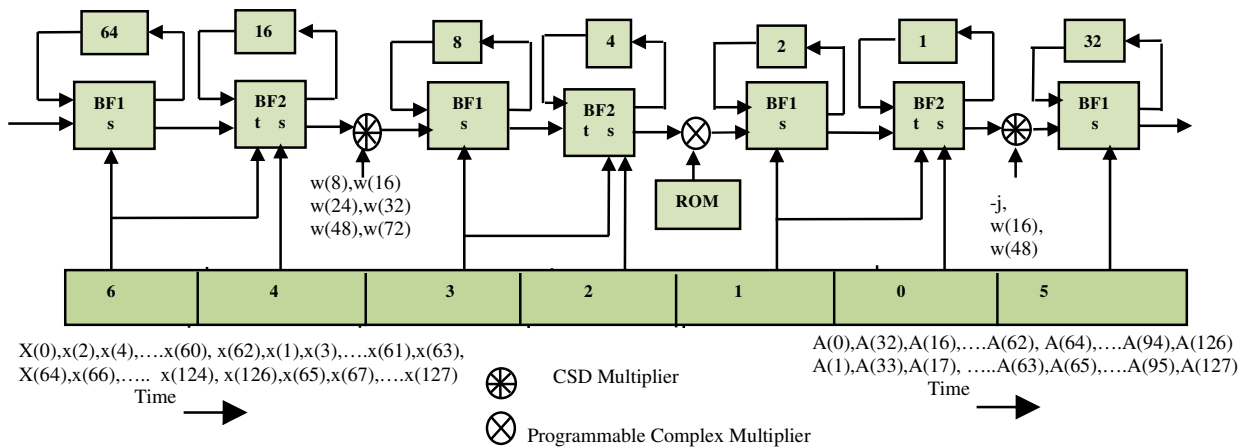 64
16
8
4
2
1
32
BF1
s
BF2
t s
BF1
s
BF2
t s
BF1
s
BF2
t s
BF1
s
w(8),w(16)
w(24),w(32)
w(48),w(72)
ROM
-j,
w(16),
w(48)
6 4 3 2 1 0 5
X(0),x(2),x(4),….x(60), x(62),x(1),x(3),….x(61),x(63),
X(64),x(66),….. x(124), x(126),x(65),x(67),….x(127)
Time
CSD Multiplier
Programmable Complex Multiplier
A(0),A(32),A(16),….A(62), A(64),….A(94),A(126)
A(1),A(33),A(17), …..A(63),A(65),….A(95),A(127)
Time